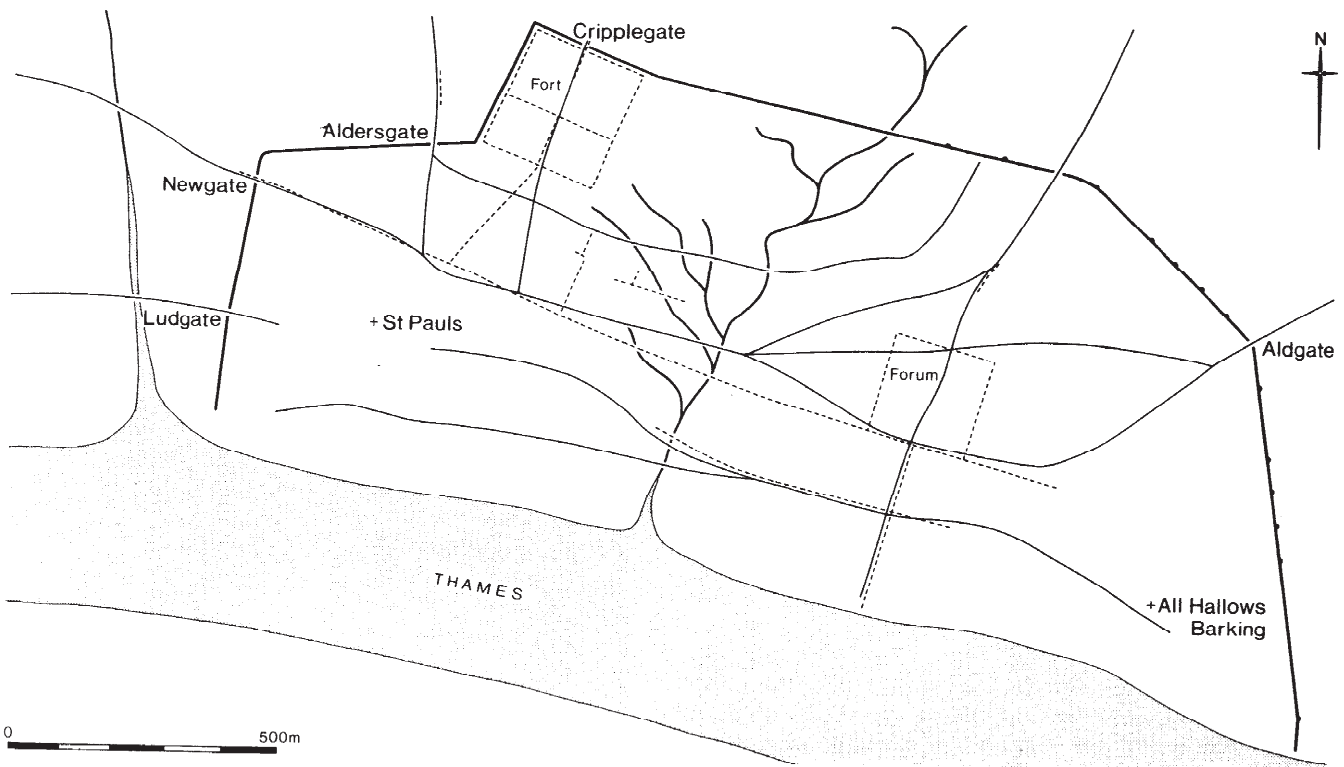 Cripplegate
N
Fort
Aldersgate
Newgate
Ludgate
+ St Pauls
Forum
Aldgate
THAMES
+All Hallows
Barking
0
500m